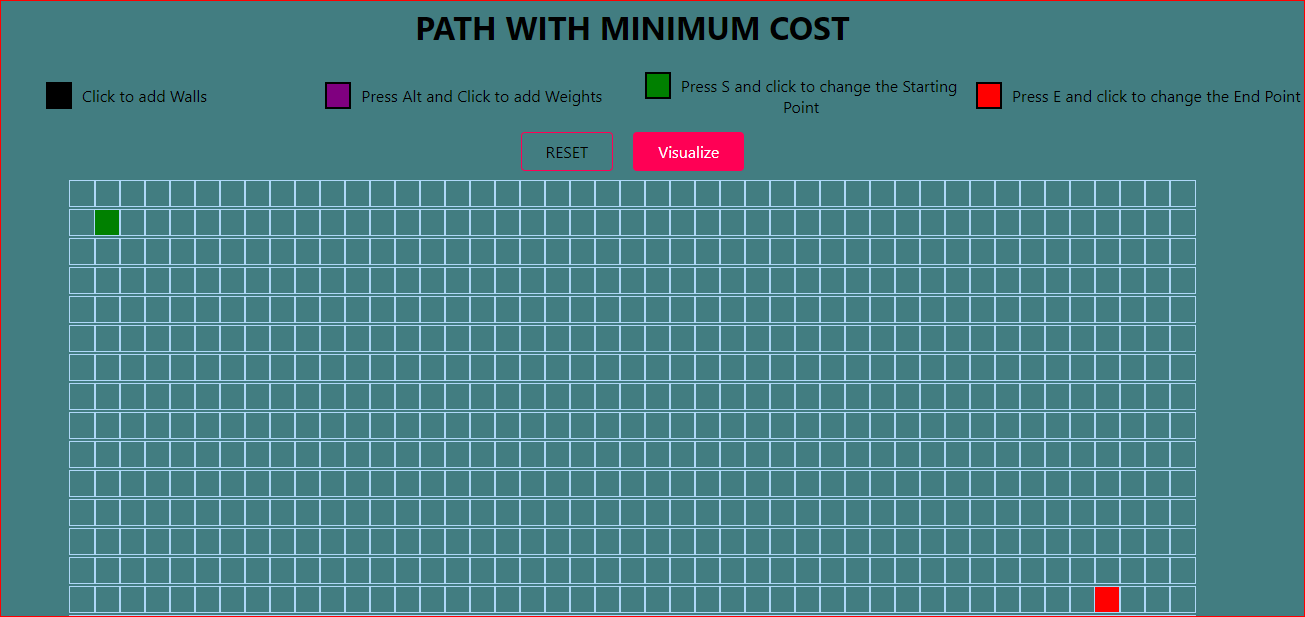 PATH WITH MINIMUM COST
Click to add Walls
Press Alt and Click to add Weights
Press S and click to change the Starting
Point
Press E and click to change the End Point
RESET
Visualize